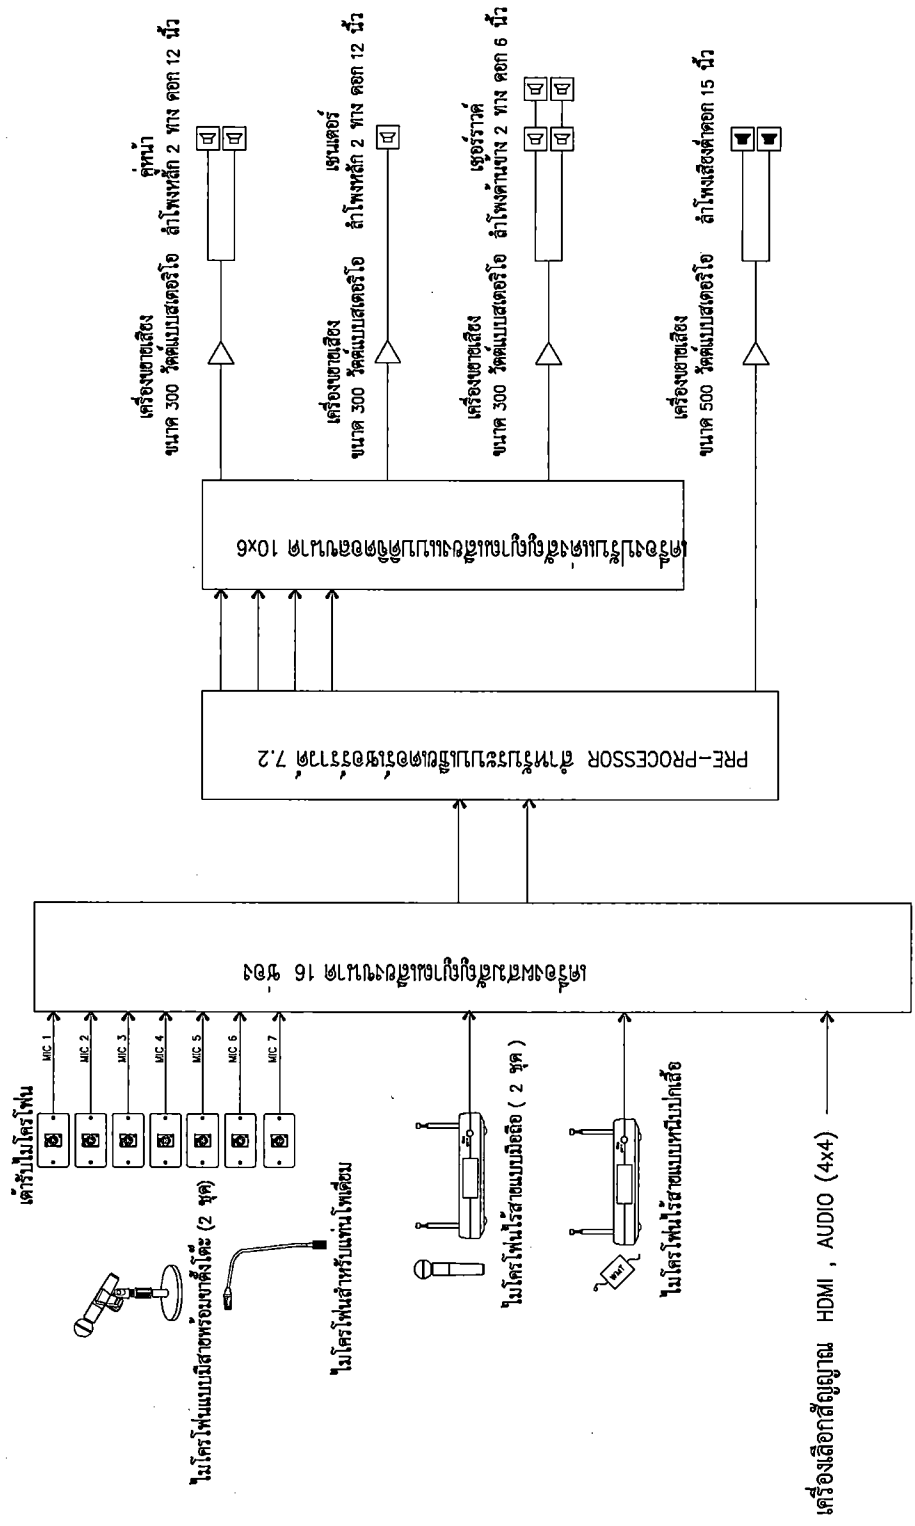 เต้ารับไมโครโฟน
MIC 1
MIC 2
MIC 3
MIC 4
MIC 5
MIC 6
MIC 7
ไมโครโฟนแบบมีสายพร้อมขาตั้งโต๊ะ (2 ชุด)
ไมโครโฟนสำหรับแท่นโพเดียม
ไมโครโฟนไร้สายแบบมือถือ ( 2 ชุด )
WMT
ไมโครโฟนไร้สายแบบหนีบปกเสื้อ
เครื่องเลือกสัญญาณ HDMI , AUDIO (4x4)
เครื่องผสมสัญญาณเสียงขนาด 16 ช่อง
PRE-PROCESSOR สำหรับระบบเธียเตอร์เซอร์ราวด์ 7.2
เครื่องปรับแต่งสัญญาณเสียงแบบดิจิตอลขนาด 10x6
เครื่องขยายเสียง
ขนาด 300 วัตต์แบบสเตอริโอ
คู่หน้า
ลำโพงหลัก 2 ทาง ดอก 12 นิ้ว
เครื่องขยายเสียง
ขนาด 300 วัตต์แบบสเตอริโอ
เซนเตอร์
ลำโพงหลัก 2 ทาง ดอก 12 นิ้ว
เครื่องขยายเสียง
ขนาด 300 วัตต์แบบสเตอริโอ
เซอร์ราวด์
ลำโพงด้านข้าง 2 ทาง ดอก 6 นิ้ว
เครื่องขยายเสียง
ขนาด 500 วัตต์แบบสเตอริโอ
ลำโพงเสียงต่ำดอก 15 นิ้ว